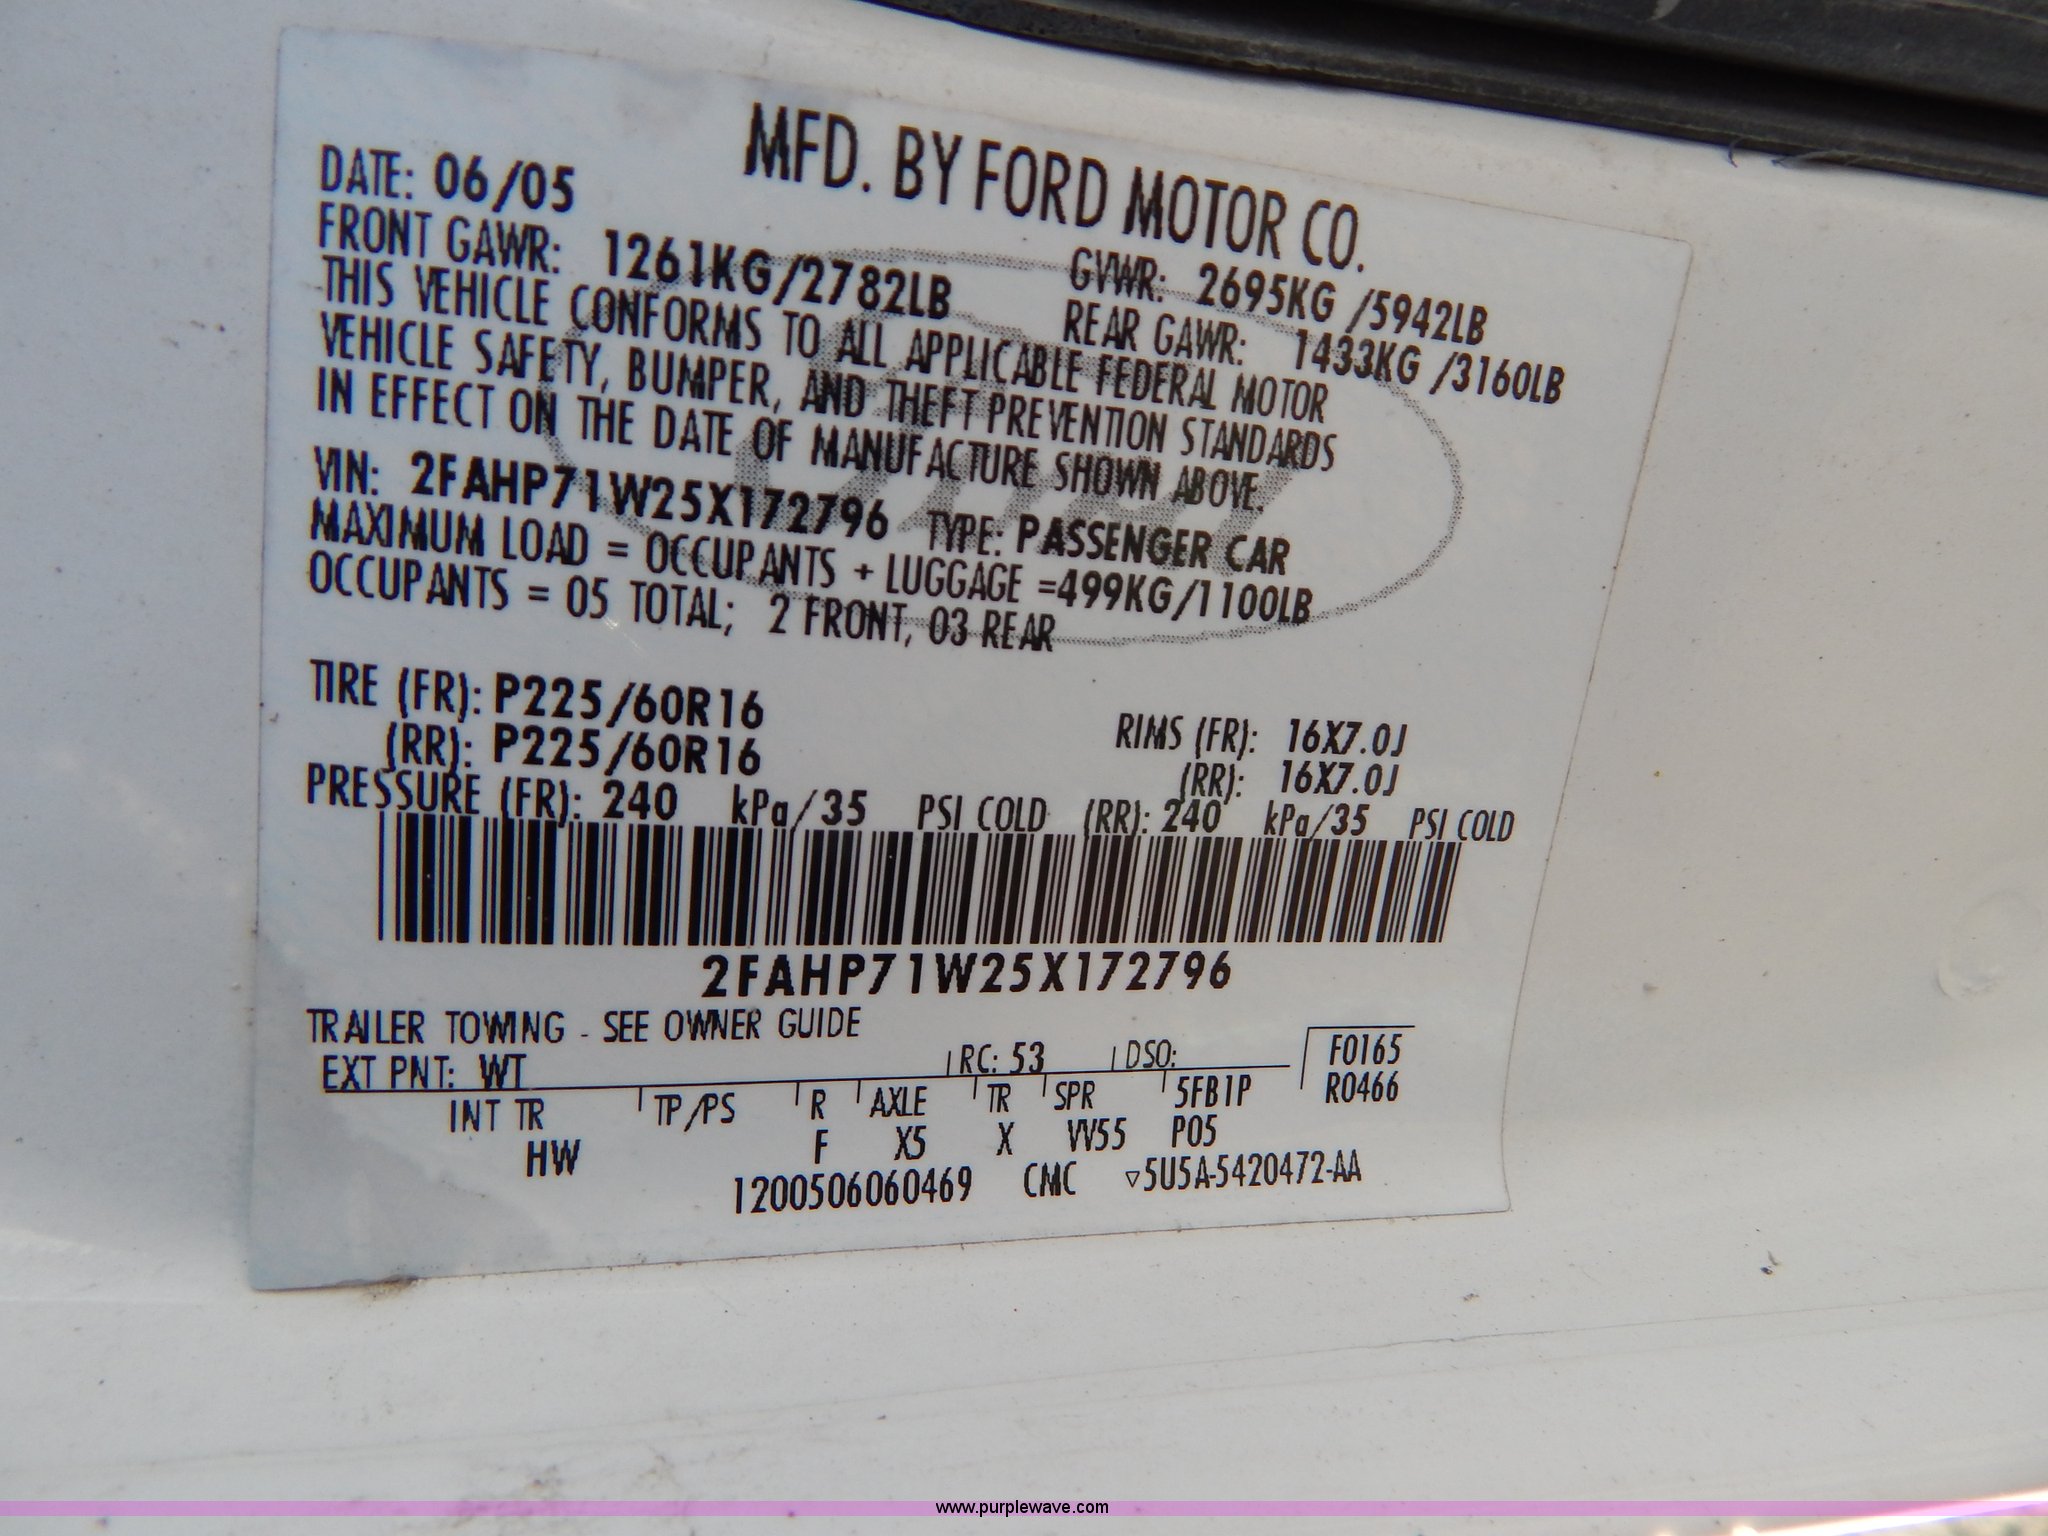 MFD. BY FORD MOTOR CO.
DATE: 06/05 GVWR: 2695KG /5942LB
FRONT GAWR: 1261KG/2782LB REAR GAWR: 1433KG /3160LB
THIS VEHICLE CONFORMS TO ALL APPLICABLE FEDERAL MOTOR
VEHICLE SAFETY, BUMPER, AND THEFT PREVENTION STANDARDS
IN EFFECT ON THE DATE OF MANUFACTURE SHOWN ABOVE.
VIN: 2FAHP71W25X172796 TYPE: PASSENGER CAR
MAXIMUM LOAD = OCCUPANTS + LUGGAGE =499KG/1100LB
OCCUPANTS = 05 TOTAL; 2 FRONT, 03 REAR
TIRE (FR): P225/60R16 RIMS (FR): 16X7.0J
(RR): P225/60R16 (RR): 16X7.0J
PRESSURE (FR): 240 kPa/35 PSI COLD (RR): 240 kPa/35 PSI COLD
2FAHP71W25X172796
TRAILER TOWING - SEE OWNER GUIDE F0165
EXT PNT: WT RC: 53 DSO: R0466
INT TR TP/PS R AXLE TR SPR 5FB1P
HW F X5 X VV55 P05
1200506060469 CMC ▽5U5A-5420472-AA
www.purplewave.com